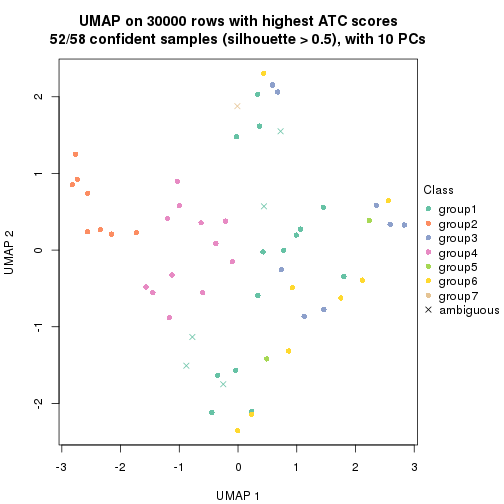 UMAP on 30000 rows with highest ATC scores
52/58 confident samples (silhouette > 0.5), with 10 PCs
UMAP 2
2
1
0
-1
-2
-3
-2
-1
0
1
2
3
UMAP 1
Class
group1
group2
group3
group4
group5
group6
group7
ambiguous